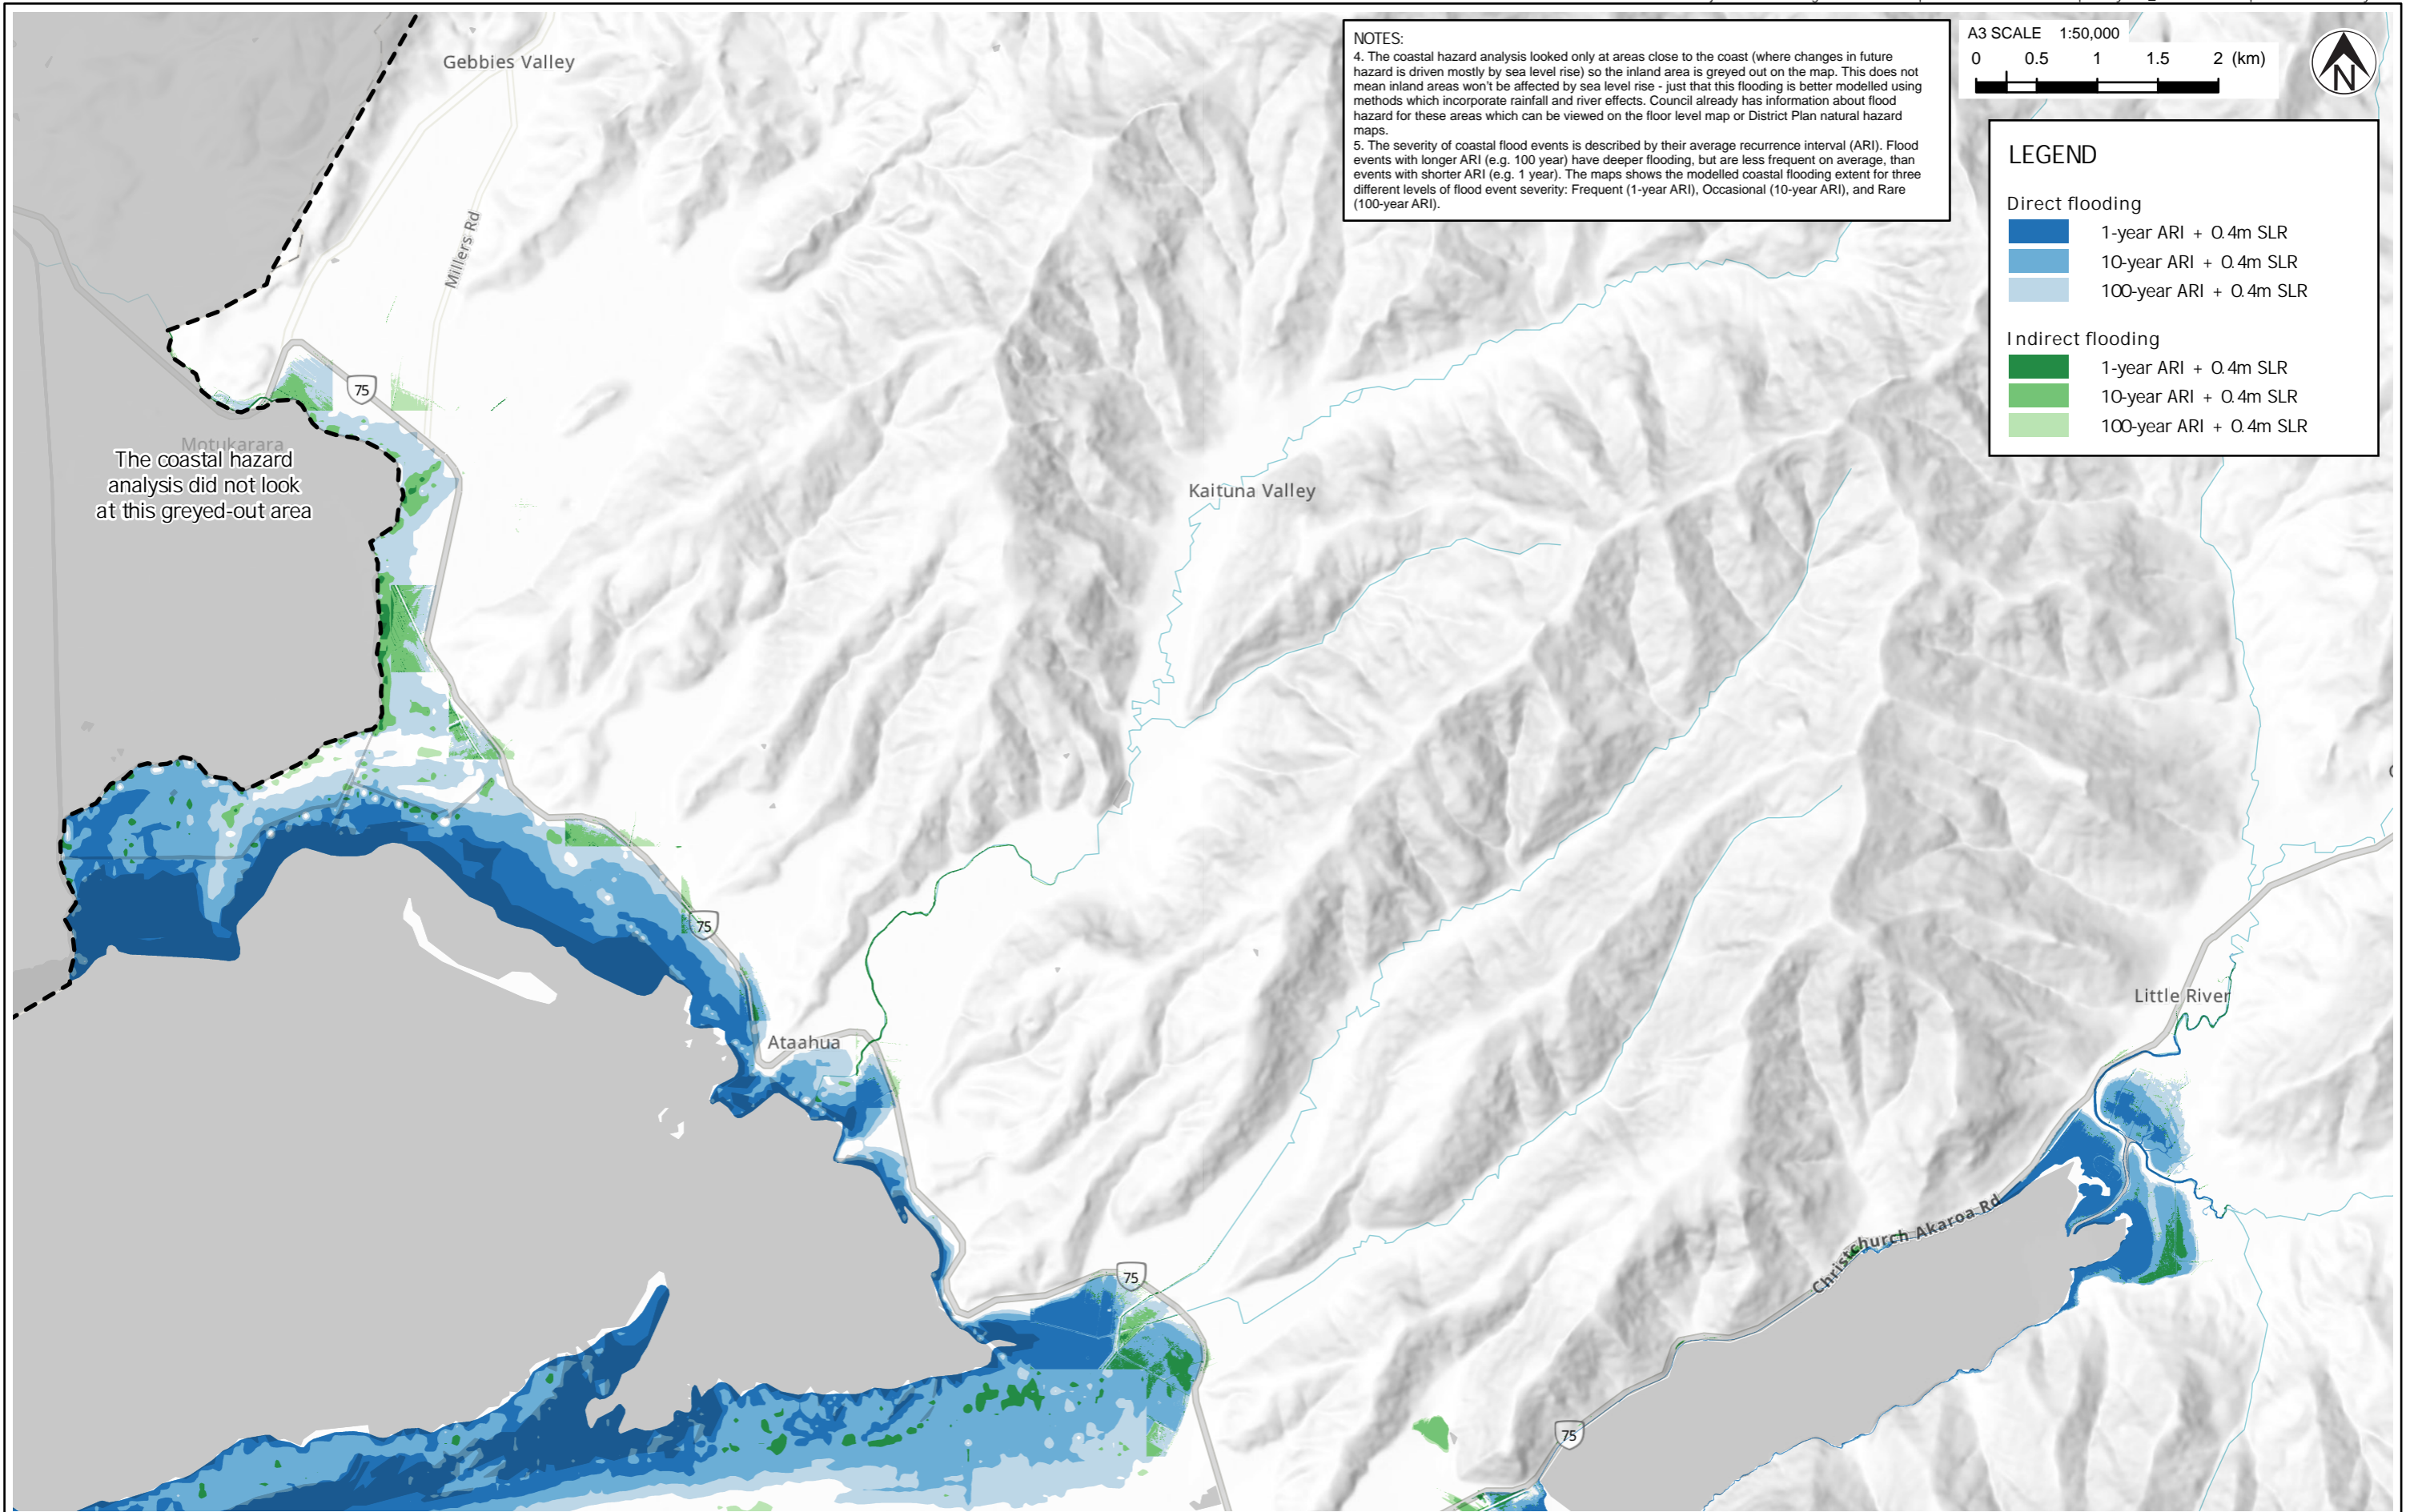 Gebbies Valley
NOTES:
4. The coastal hazard analysis looked only at areas close to the coast (where changes in future
hazard is driven mostly by sea level rise) so the inland area is greyed out on the map. This does not
mean inland areas won't be affected by sea level rise - just that this flooding is better modelled using
methods which incorporate rainfall and river effects. Council already has information about flood
hazard for these areas which can be viewed on the floor level map or District Plan natural hazard
maps.
5. The severity of coastal flood events is described by their average recurrence interval (ARI). Flood
events with longer ARI (e.g. 100 year) have deeper flooding, but are less frequent on average, than
events with shorter ARI (e.g. 1 year). The maps shows the modelled coastal flooding extent for three
different levels of flood event severity: Frequent (1-year ARI), Occasional (10-year ARI), and Rare
(100-year ARI).
A3 SCALE 1:50,000
0 0.5 1 1.5 2 (km)
N
LEGEND
Direct flooding
1-year ARI + 0.4m SLR
10-year ARI + 0.4m SLR
100-year ARI + 0.4m SLR
Indirect flooding
1-year ARI + 0.4m SLR
10-year ARI + 0.4m SLR
100-year ARI + 0.4m SLR
Millers Rd
75
Motukarara
The coastal hazard
analysis did not look
at this greyed-out area
Kaituna Valley
75
Little River
Ataahua
Christchurch Akaroa Rd
75
75